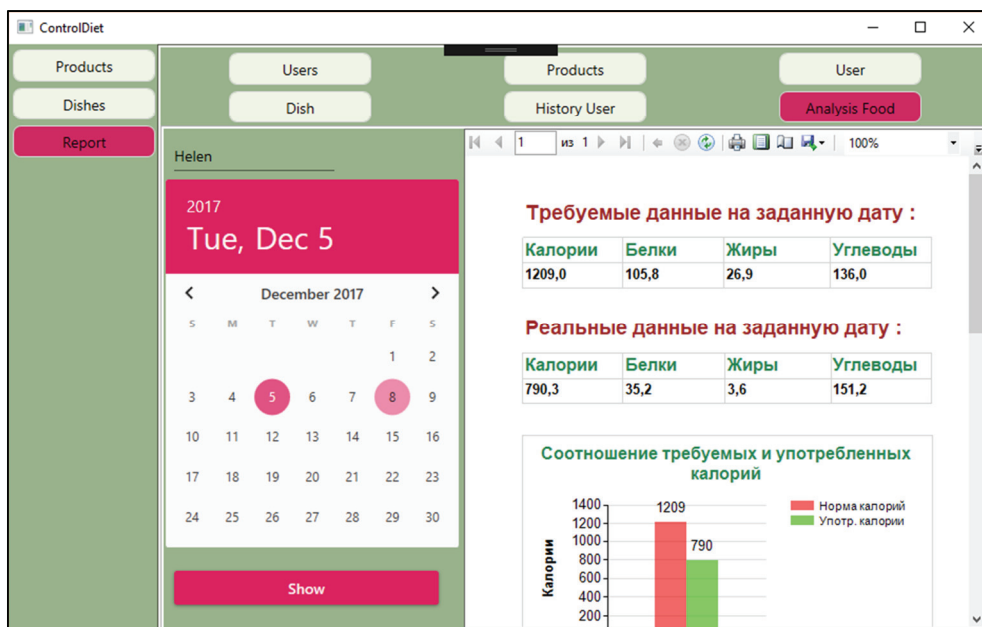 ControlDiet
Products
Dishes
Report
Users
Products
User
Dish
History User
Analysis Food
Helen
2017
Tue, Dec 5
December 2017
S M T W T F S
1 2
3 4 5 6 7 8 9
10 11 12 13 14 15 16
17 18 19 20 21 22 23
24 25 26 27 28 29 30
Show
1 из 1 100%
Требуемые данные на заданную дату :
Калории Белки Жиры Углеводы
1209,0 105,8 26,9 136,0
Реальные данные на заданную дату :
Калории Белки Жиры Углеводы
790,3 35,2 3,6 151,2
Соотношение требуемых и употребленных
калорий
Калории
1400
1200
1000
800
600
400
200
1209
790
Норма калорий
Употр. калории